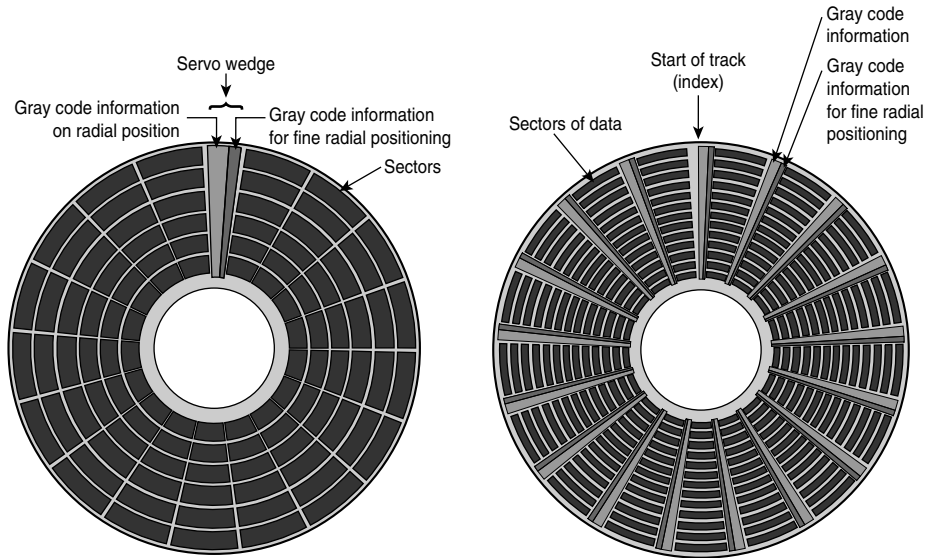 Servo wedge
Gray code information
on radial position
Gray code information
for fine radial positioning
Sectors
Sectors of data
Start of track
(index)
Gray code
information
Gray code
information
for fine radial
positioning